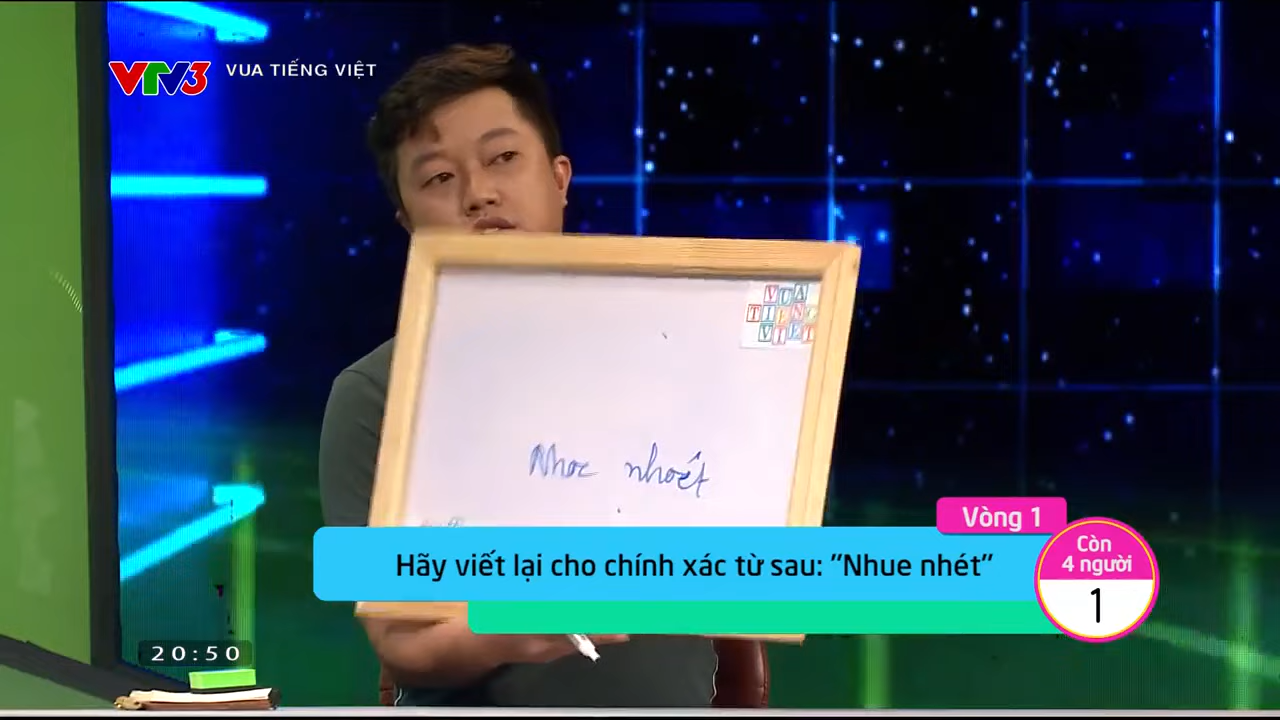 VTV3 VUA TIẾNG VIỆT
VUA
TIẾNG
VIỆT
Nhoe nhoét
Vòng 1
Hãy viết lại cho chính xác từ sau: "Nhue nhét"
Còn
4 người
1
20:50